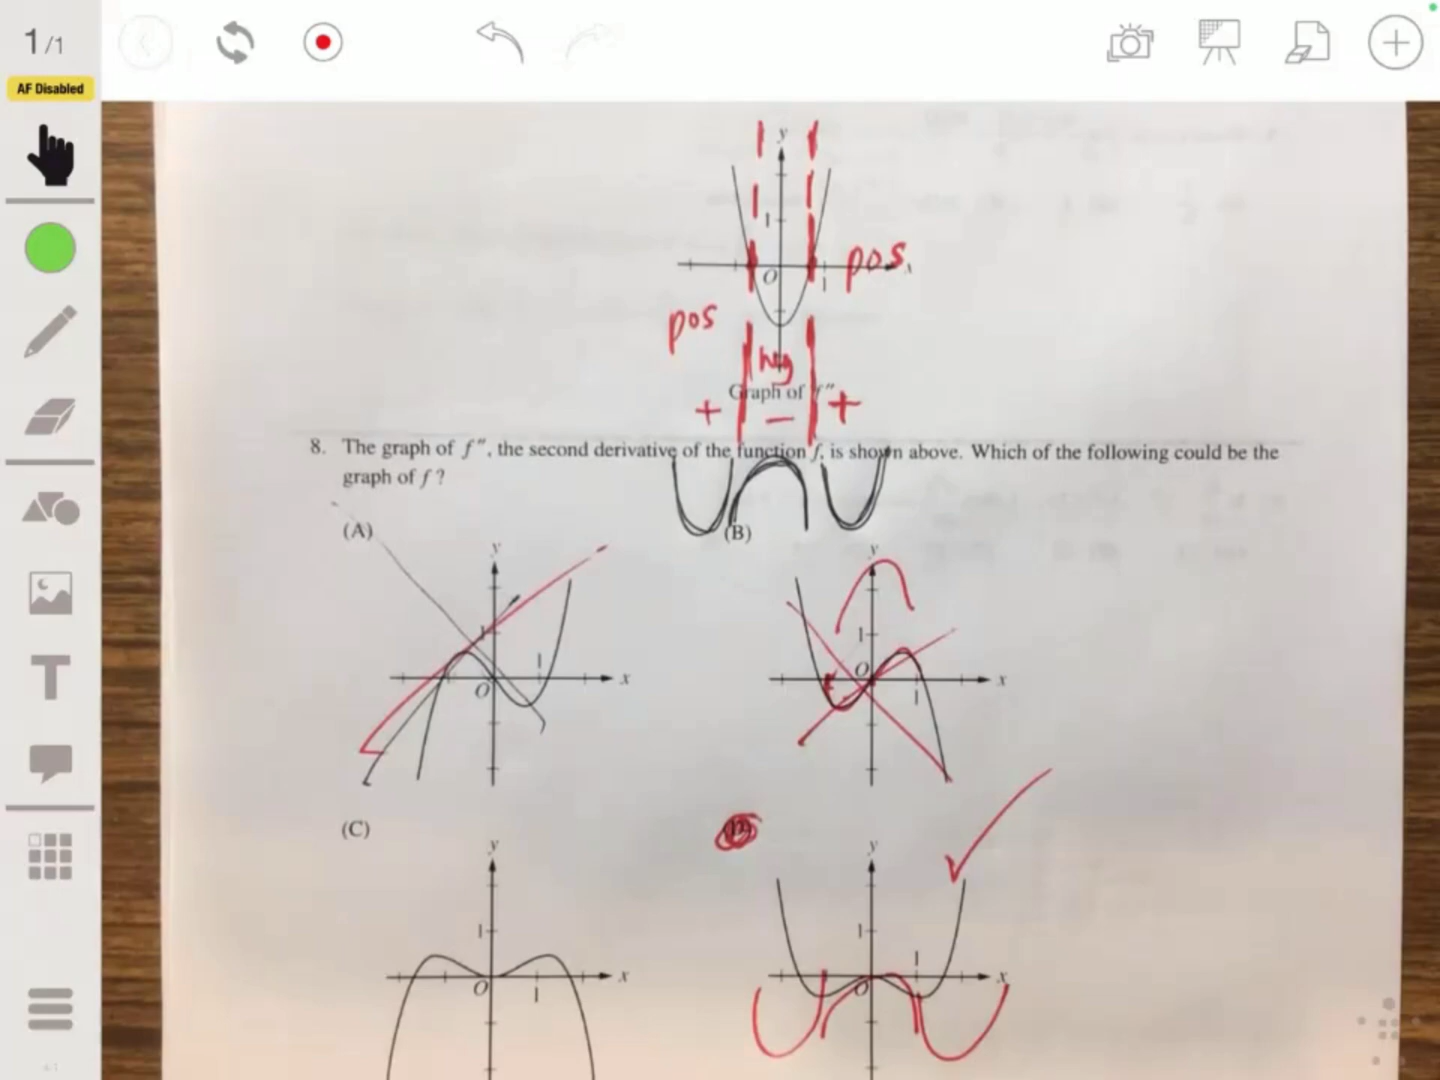 1/1
AF Disabled
T
y
1
O
1
pos.
pos
neg
Graph of f″
+
−
+
8. The graph of f″, the second derivative of the function f, is shown above. Which of the following could be the
graph of f ?
(A)
(B)
y
1
1
O
x
y
1
O
1
x
(C)
y
1
O
1
x
y
1
1
O
x